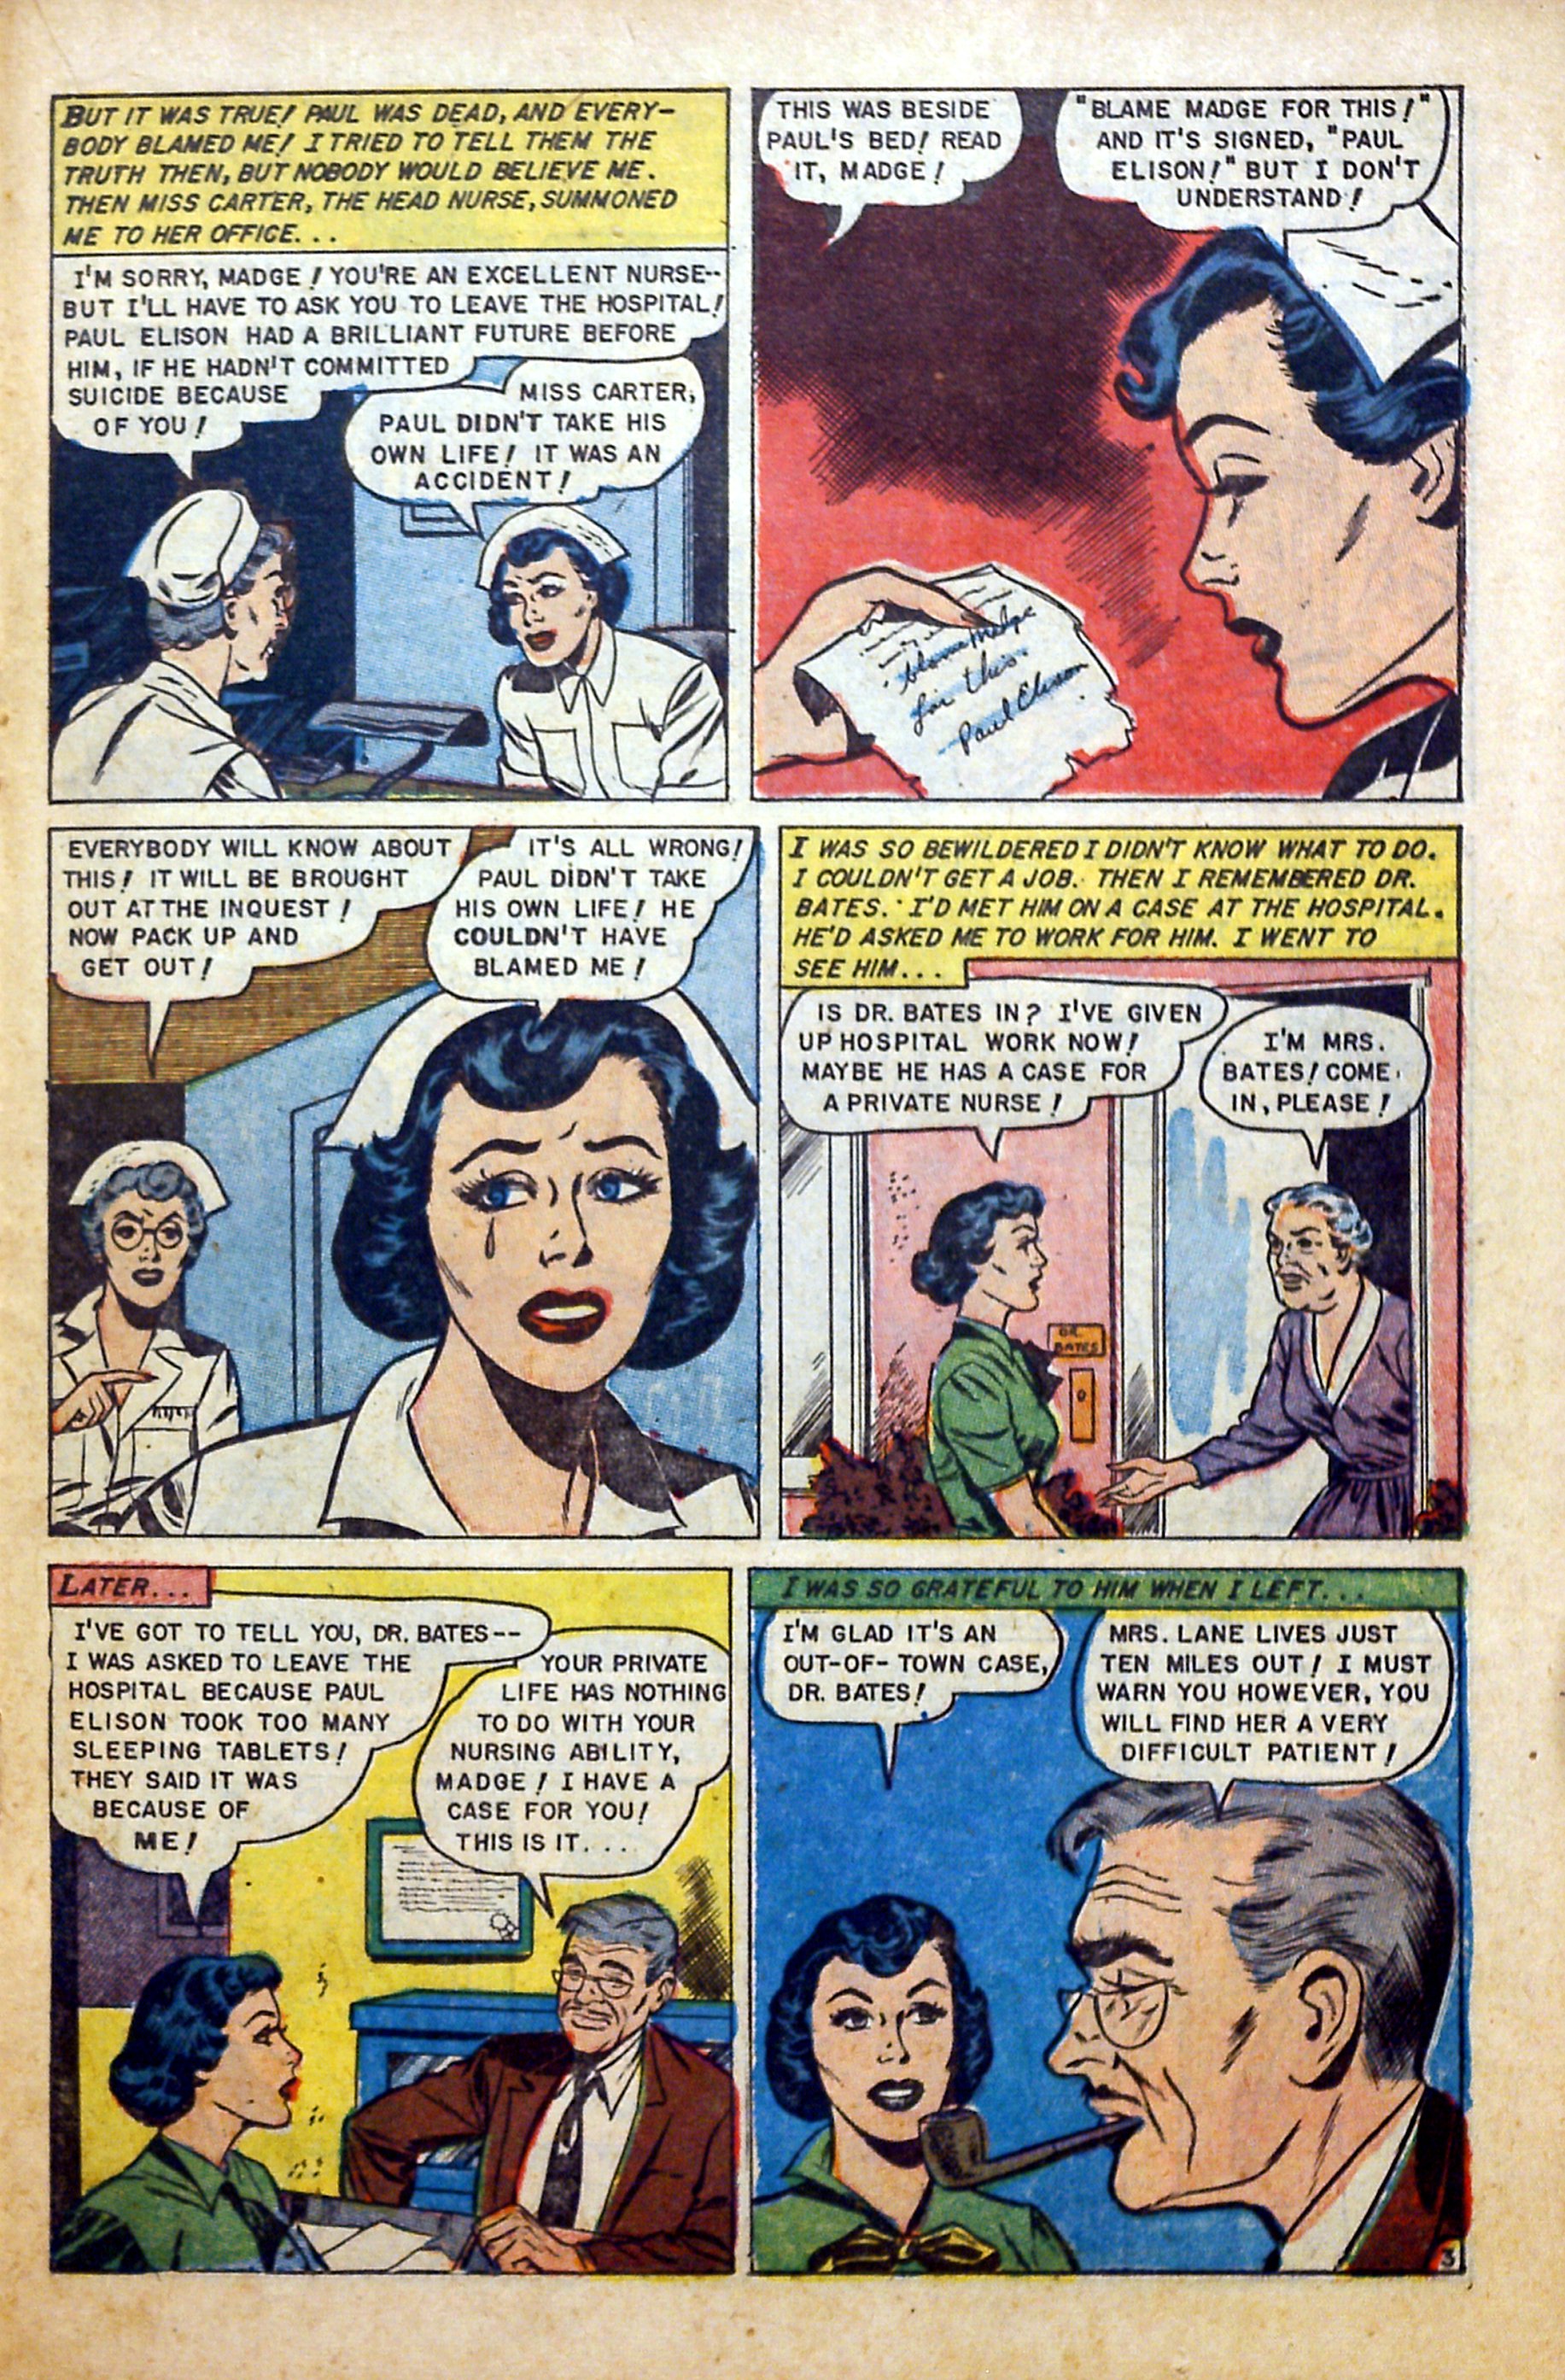 BUT IT WAS TRUE! PAUL WAS DEAD, AND EVERY-
BODY BLAMED ME! I TRIED TO TELL THEM THE
TRUTH THEN, BUT NOBODY WOULD BELIEVE ME.
THEN MISS CARTER, THE HEAD NURSE, SUMMONED
ME TO HER OFFICE...
I'M SORRY, MADGE! YOU'RE AN EXCELLENT NURSE--
BUT I'LL HAVE TO ASK YOU TO LEAVE THE HOSPITAL!
PAUL ELISON HAD A BRILLIANT FUTURE BEFORE
HIM, IF HE HADN'T COMMITTED
SUICIDE BECAUSE
OF YOU!
MISS CARTER,
PAUL DIDN'T TAKE HIS
OWN LIFE! IT WAS AN
ACCIDENT!
THIS WAS BESIDE
PAUL'S BED! READ
IT, MADGE!
"BLAME MADGE FOR THIS!"
AND IT'S SIGNED, "PAUL
ELISON!" BUT I DON'T
UNDERSTAND!
blame Madge
for this.
Paul Elison
EVERYBODY WILL KNOW ABOUT
THIS! IT WILL BE BROUGHT
OUT AT THE INQUEST!
NOW PACK UP AND
GET OUT!
IT'S ALL WRONG!
PAUL DIDN'T TAKE
HIS OWN LIFE! HE
COULDN'T HAVE
BLAMED ME!
I WAS SO BEWILDERED I DIDN'T KNOW WHAT TO DO.
I COULDN'T GET A JOB. THEN I REMEMBERED DR.
BATES. I'D MET HIM ON A CASE AT THE HOSPITAL.
HE'D ASKED ME TO WORK FOR HIM. I WENT TO
SEE HIM...
IS DR. BATES IN? I'VE GIVEN
UP HOSPITAL WORK NOW!
MAYBE HE HAS A CASE FOR
A PRIVATE NURSE!
I'M MRS.
BATES! COME
IN, PLEASE!
DR.
BATES
LATER...
I'VE GOT TO TELL YOU, DR. BATES--
I WAS ASKED TO LEAVE THE
HOSPITAL BECAUSE PAUL
ELISON TOOK TOO MANY
SLEEPING TABLETS!
THEY SAID IT WAS
BECAUSE OF
ME!
YOUR PRIVATE
LIFE HAS NOTHING
TO DO WITH YOUR
NURSING ABILITY,
MADGE! I HAVE A
CASE FOR YOU!
THIS IS IT....
I WAS SO GRATEFUL TO HIM WHEN I LEFT...
I'M GLAD IT'S AN
OUT-OF-TOWN CASE,
DR. BATES!
MRS. LANE LIVES JUST
TEN MILES OUT! I MUST
WARN YOU HOWEVER, YOU
WILL FIND HER A VERY
DIFFICULT PATIENT!
3